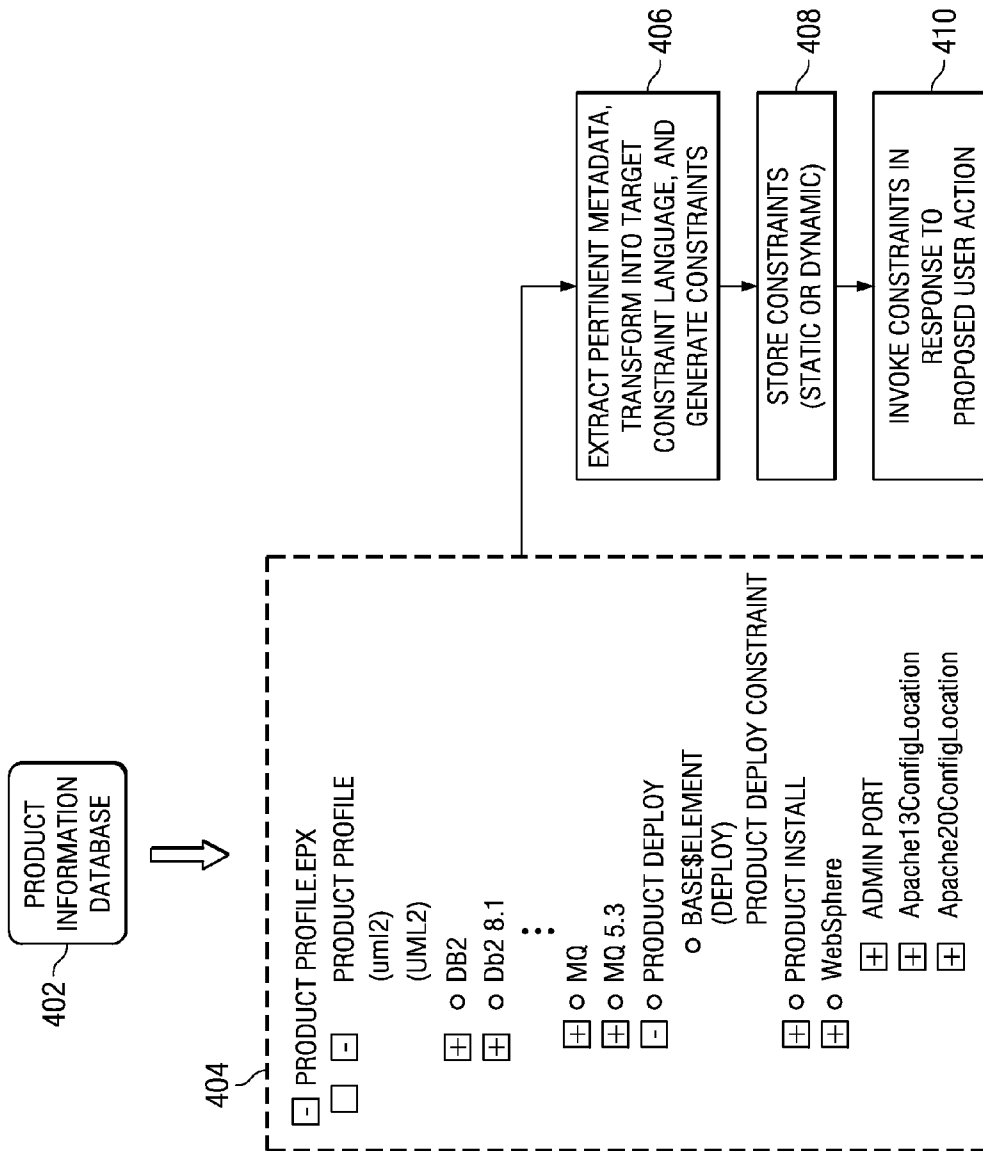 PRODUCT
INFORMATION
DATABASE
402
404
- PRODUCT PROFILE.EPX
- PRODUCT PROFILE
(uml2)
(UML2)
+ DB2
+ Db2 8.1
+ MQ
+ MQ 5.3
- PRODUCT DEPLOY
BASE$ELEMENT
(DEPLOY)
PRODUCT DEPLOY CONSTRAINT
+ PRODUCT INSTALL
+ WebSphere
+ ADMIN PORT
+ Apache13ConfigLocation
+ Apache20ConfigLocation
EXTRACT PERTINENT METADATA,
TRANSFORM INTO TARGET
CONSTRAINT LANGUAGE, AND
GENERATE CONSTRAINTS
406
STORE CONSTRAINTS
(STATIC OR DYNAMIC)
408
INVOKE CONSTRAINTS IN
RESPONSE TO
PROPOSED USER ACTION
410